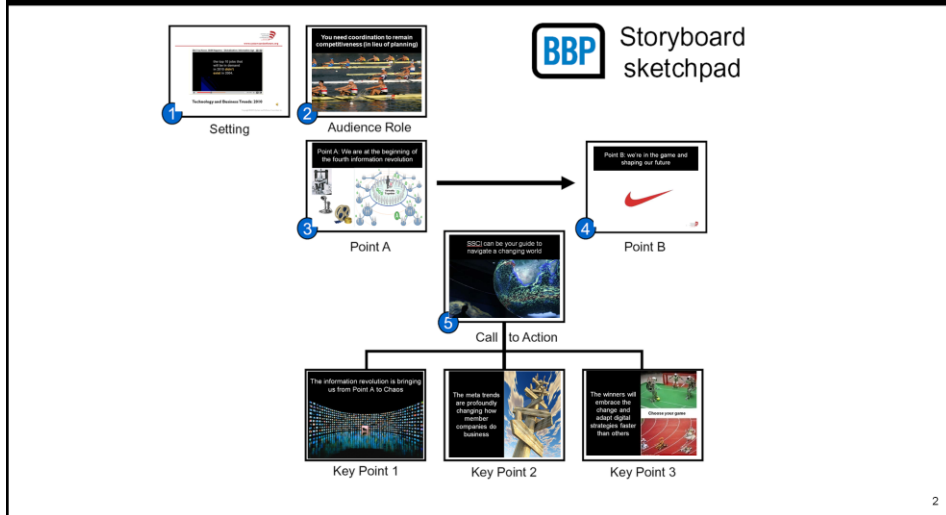 BBP
Storyboard
sketchpad
Technology and Business Trends: 2010
1
Setting
You need coordination to remain
competitiveness (in lieu of planning)
2
Audience Role
Point A: We are at the beginning of
the fourth information revolution
3
Point A
Point B: we're in the game and
shaping our future
4
Point B
SSCI can be your guide to
navigate a changing world
5
Call to Action
The information revolution is bringing
us from Point A to Chaos
Key Point 1
The meta trends
are profoundly
changing how
member
companies do
business
Key Point 2
The winners will
embrace the
change and
adapt digital
strategies faster
than others
Choose your game
Key Point 3
2